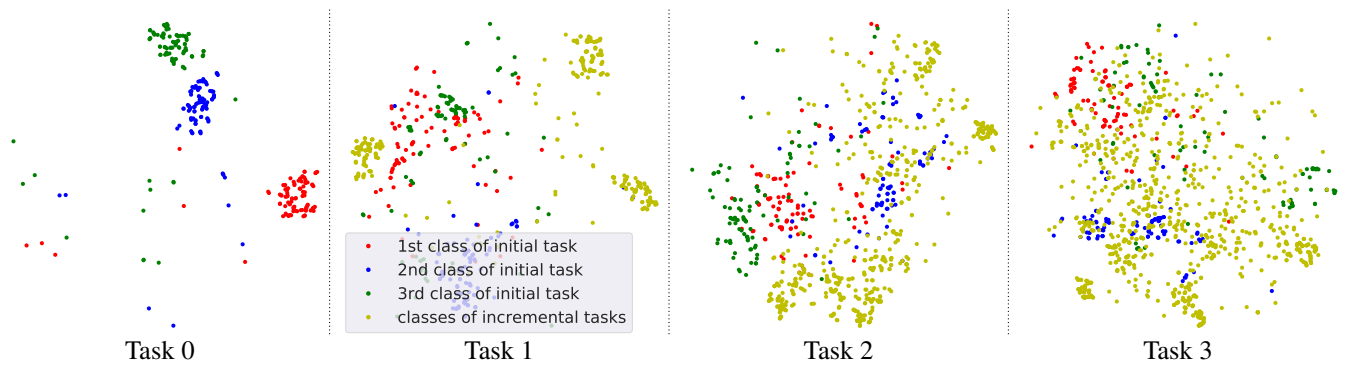 1st class of initial task
2nd class of initial task
3rd class of initial task
classes of incremental tasks
Task 0
Task 1
Task 2
Task 3